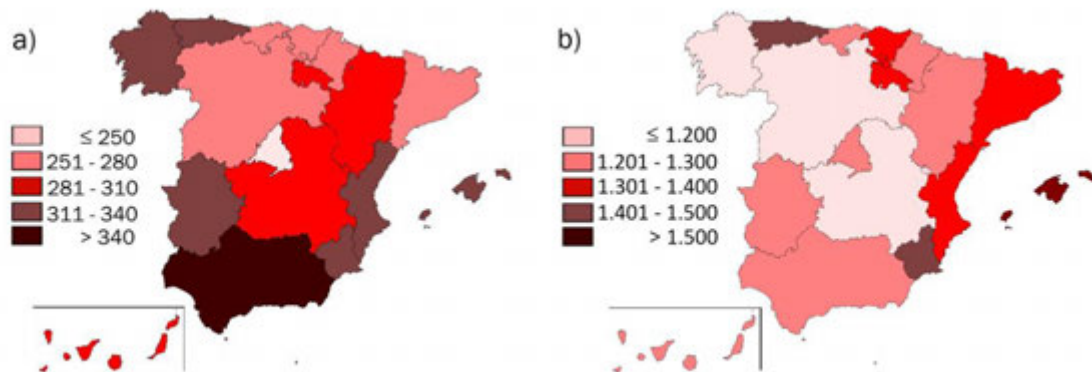 a)
≤ 250
251 - 280
281 - 310
311 - 340
> 340
b)
≤ 1.200
1.201 - 1.300
1.301 - 1.400
1.401 - 1.500
> 1.500